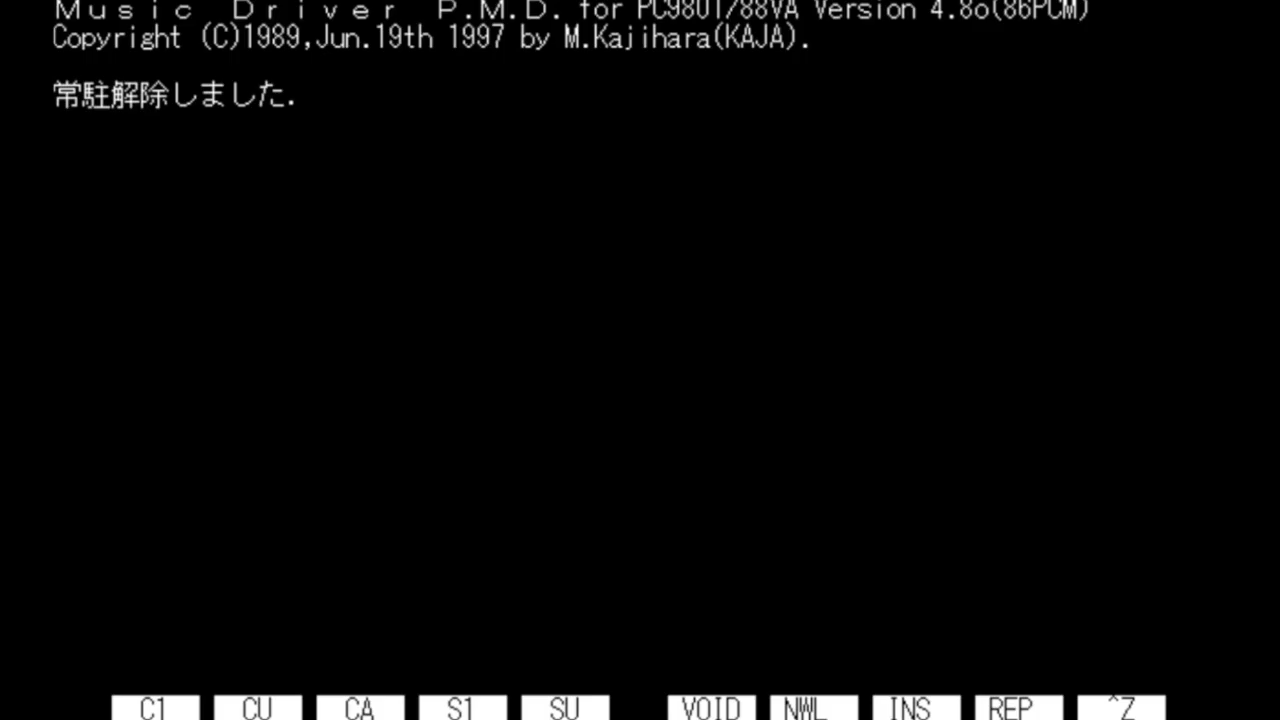 Ｍｕｓｉｃ　Ｄｒｉｖｅｒ　Ｐ.Ｍ.Ｄ. for PC9801/88VA Version 4.8o(86PCM)
Copyright (C)1989,Jun.19th 1997 by M.Kajihara(KAJA).
常駐解除しました.
C1 CU CA S1 SU VOID NWL INS REP ^Z